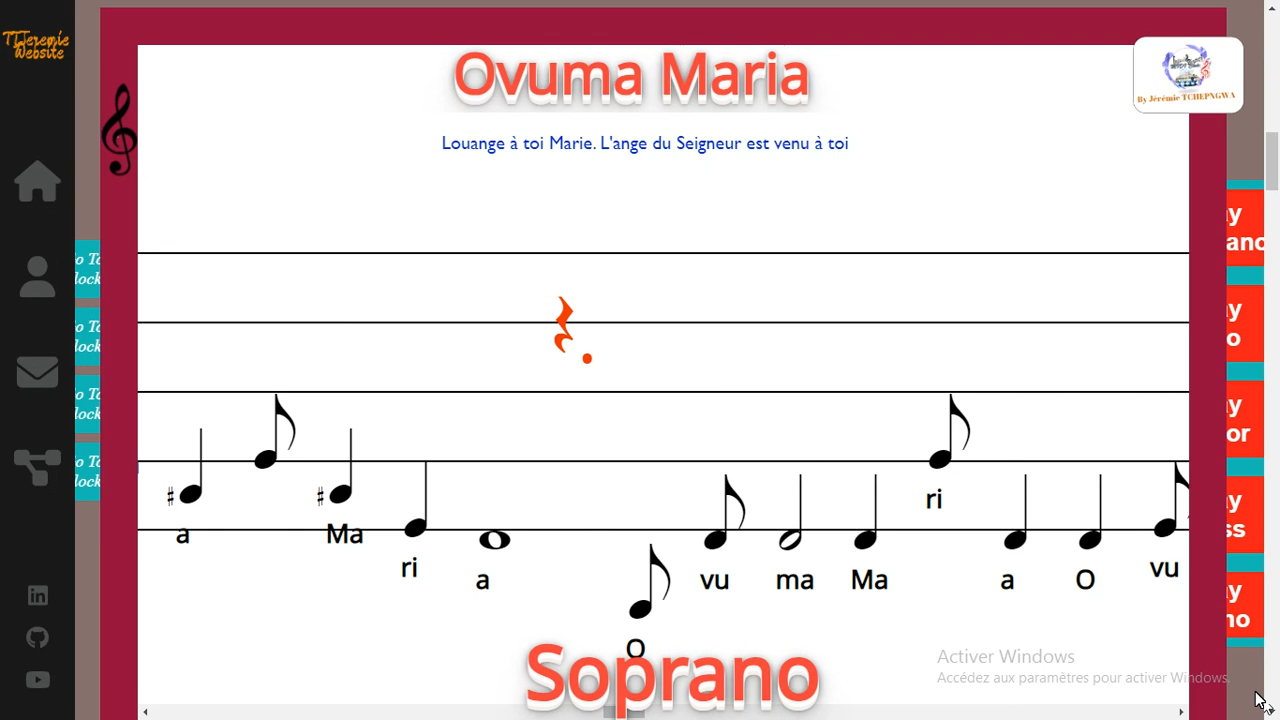 TTJeremie
Website
Ovuma Maria
By Jérémie TCHEPNGWA
Louange à toi Marie. L'ange du Seigneur est venu à toi
a
Ma
ri
a
O
vu
ma
Ma
ri
a
O
vu
Soprano
Activer Windows
Accédez aux paramètres pour activer Windows.